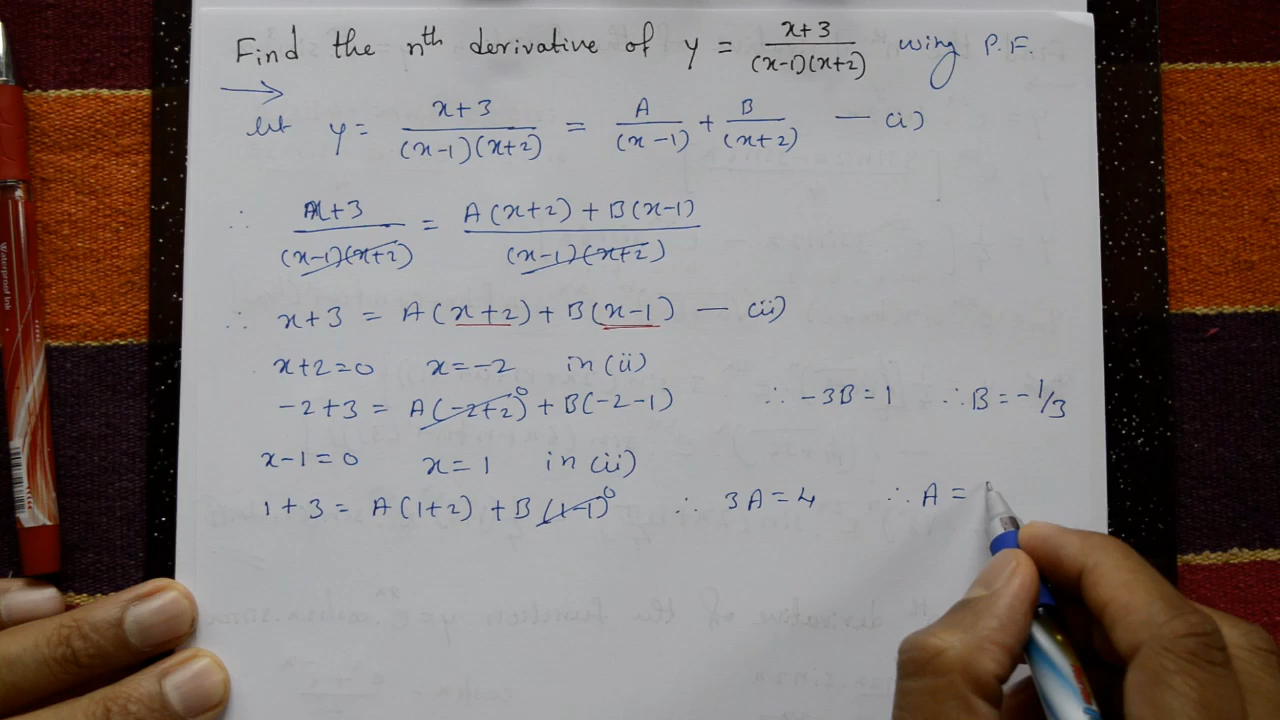 Find the nth derivative of y = x+3 / (x-1)(x+2) using P.F.
let y = x+3 / (x-1)(x+2) = A / (x-1) + B / (x+2) — (i)
∴ x+3 / (x-1)(x+2) = A(x+2) + B(x-1) / (x-1)(x+2)
∴ x+3 = A(x+2) + B(x-1) — (ii)
x+2=0 x=-2 in (ii)
-2+3 = A(-2+2)⁰ + B(-2-1) ∴ -3B=1 ∴ B = -1/3
x-1=0 x=1 in (ii)
1+3 = A(1+2) + B(1-1)⁰ ∴ 3A=4 ∴ A =
Waterproof Ink